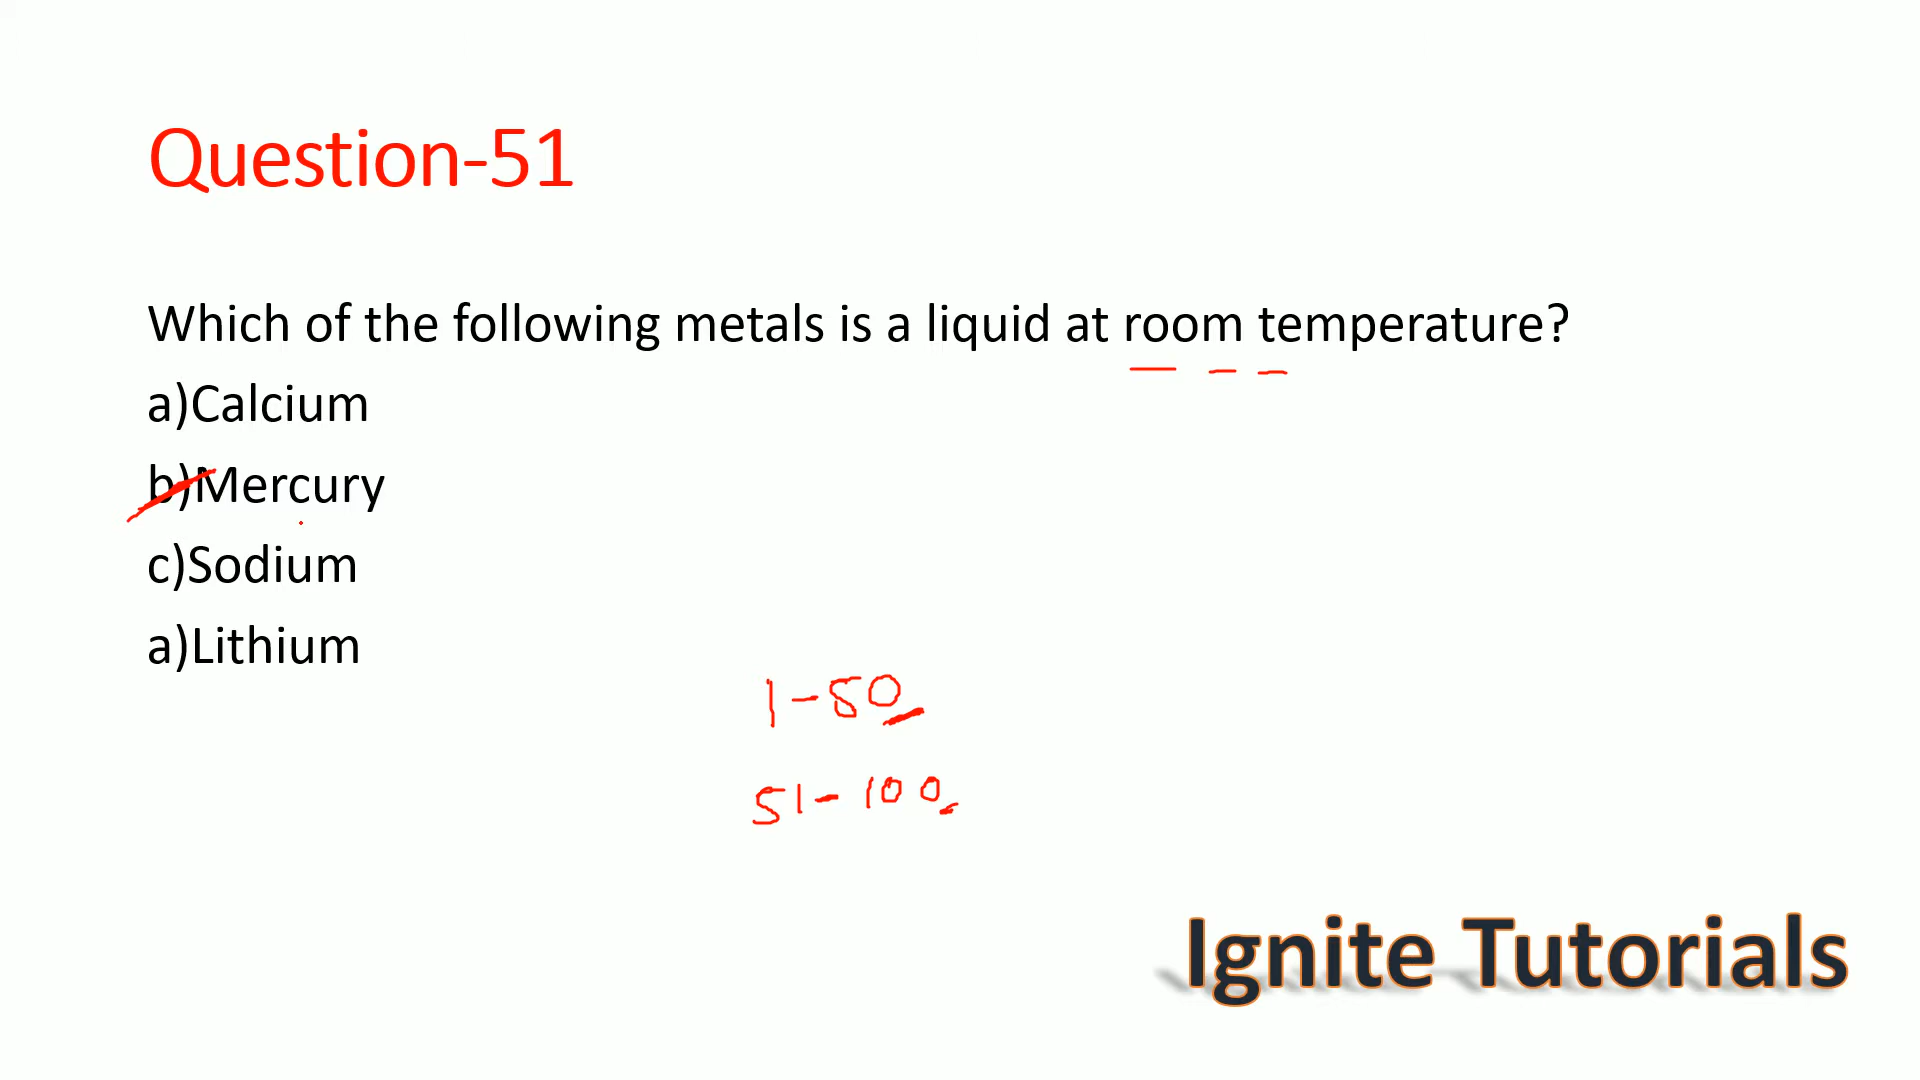 Question-51
Which of the following metals is a liquid at room temperature?
a)Calcium
b)Mercury
c)Sodium
a)Lithium
1-50
51-100
Ignite Tutorials